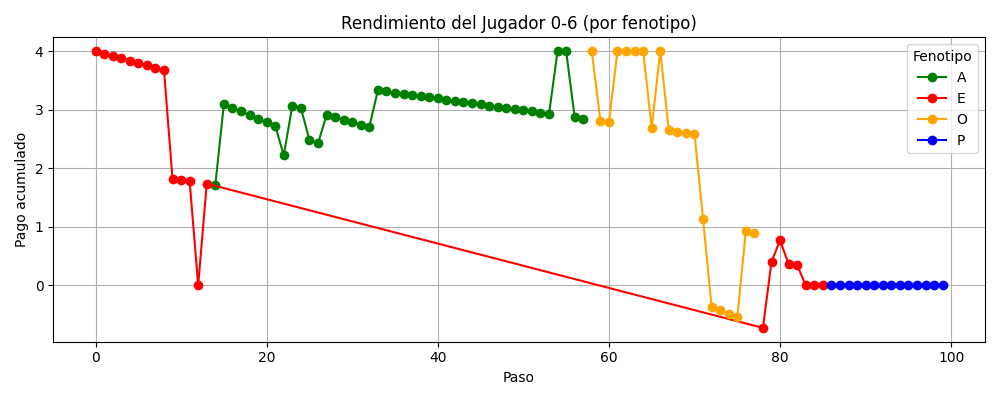 Rendimiento del Jugador 0-6 (por fenotipo)
Pago acumulado
4
3
2
1
0
0
20
40
60
80
100
Paso
Fenotipo
A
E
O
P